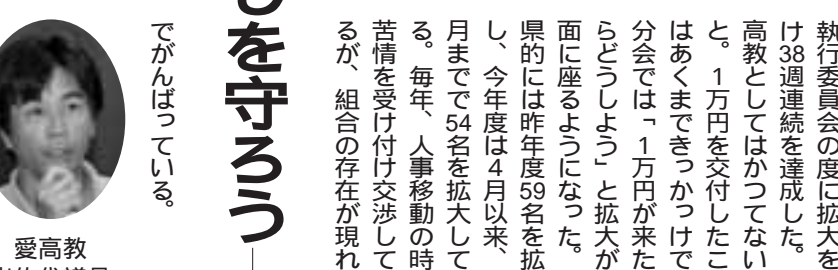 執行委員会の度に拡大を
け38週連続を達成した。
高教としてはかつてない
と。1万円を交付したこ
はあくまできっかけで
分会では「1万円が来た
らどうしよう」と拡大が
面に座るようになった。
県的には昨年度59名を拡
し、今年度は4月以来、
月までで54名を拡大して
る。毎年、人事移動の時
苦情を受け付け交渉して
るが、組合の存在が現れ
を守ろう―
でがんばっている。
愛高教